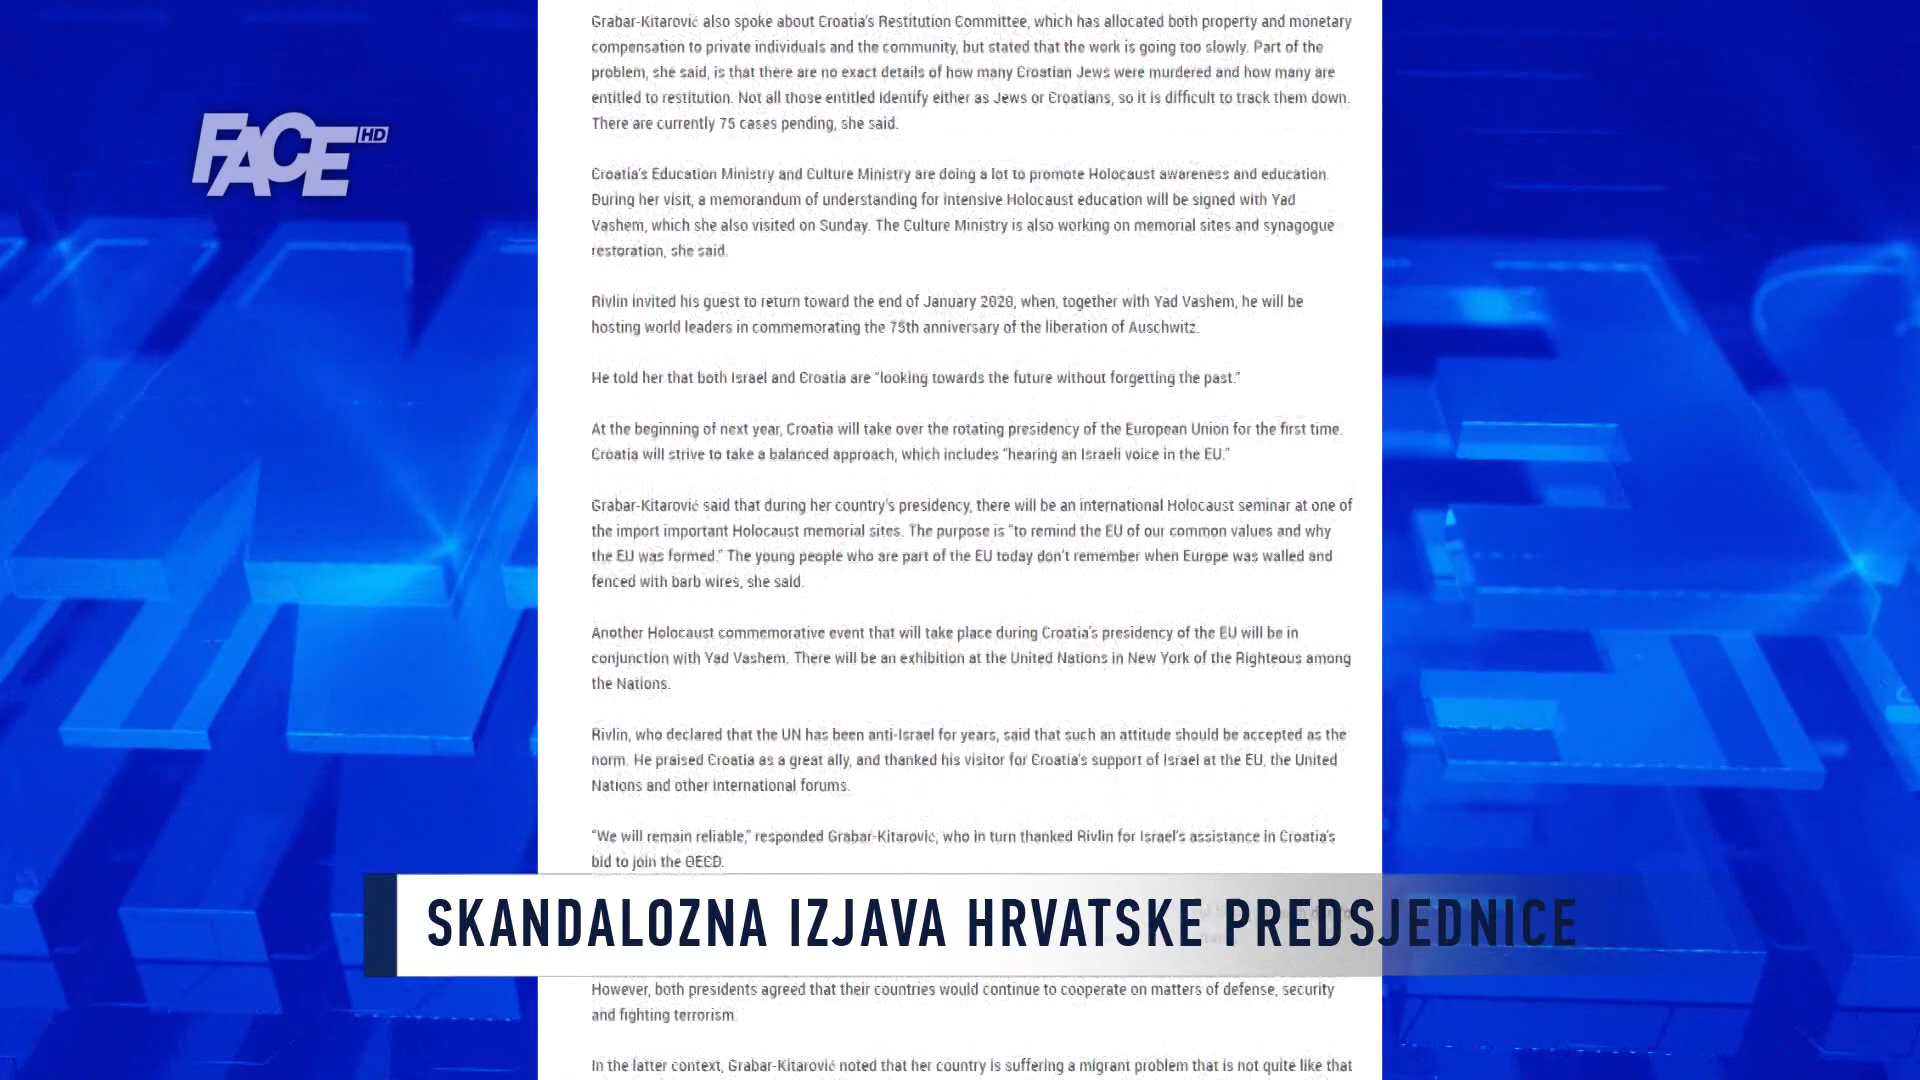 Grabar-Kitarović also spoke about Croatia's Restitution Committee, which has allocated both property and monetary
compensation to private individuals and the community, but stated that the work is going too slowly. Part of the
problem, she said, is that there are no exact details of how many Croatian Jews were murdered and how many are
entitled to restitution. Not all those entitled identify either as Jews or Croatians, so it is difficult to track them down.
There are currently 75 cases pending, she said.
FACE HD
Croatia's Education Ministry and Culture Ministry are doing a lot to promote Holocaust awareness and education.
During her visit, a memorandum of understanding for intensive Holocaust education will be signed with Yad
Vashem, which she also visited on Sunday. The Culture Ministry is also working on memorial sites and synagogue
restoration, she said.
Rivlin invited his guest to return toward the end of January 2020, when, together with Yad Vashem, he will be
hosting world leaders in commemorating the 75th anniversary of the liberation of Auschwitz.
He told her that both Israel and Croatia are "looking towards the future without forgetting the past."
At the beginning of next year, Croatia will take over the rotating presidency of the European Union for the first time.
Croatia will strive to take a balanced approach, which includes "hearing an Israeli voice in the EU."
Grabar-Kitarović said that during her country's presidency, there will be an international Holocaust seminar at one of
the import important Holocaust memorial sites. The purpose is "to remind the EU of our common values and why
the EU was formed." The young people who are part of the EU today don't remember when Europe was walled and
fenced with barb wires, she said.
Another Holocaust commemorative event that will take place during Croatia's presidency of the EU will be in
conjunction with Yad Vashem. There will be an exhibition at the United Nations in New York of the Righteous among
the Nations.
Rivlin, who declared that the UN has been anti-Israel for years, said that such an attitude should be accepted as the
norm. He praised Croatia as a great ally, and thanked his visitor for Croatia's support of Israel at the EU, the United
Nations and other international forums.
"We will remain reliable," responded Grabar-Kitarović, who in turn thanked Rivlin for Israel's assistance in Croatia's
bid to join the OECD.
SKANDALOZNA IZJAVA HRVATSKE PREDSJEDNICE
However, both presidents agreed that their countries would continue to cooperate on matters of defense, security
and fighting terrorism.
In the latter context, Grabar-Kitarović noted that her country is suffering a migrant problem that is not quite like that